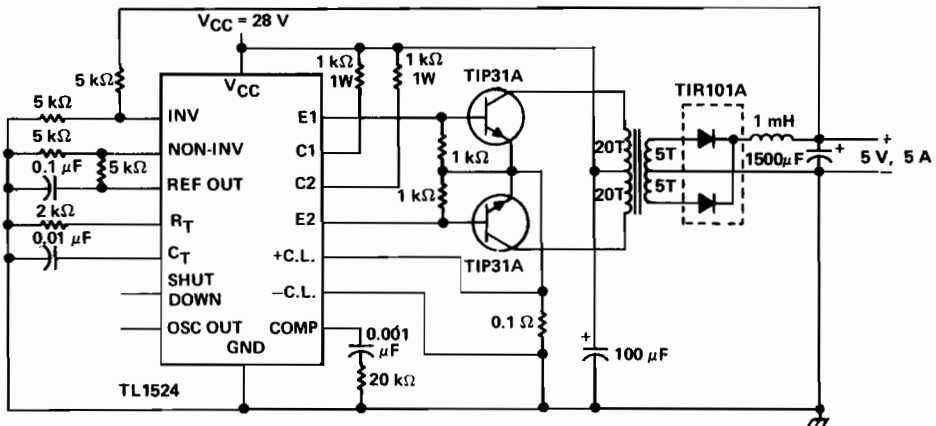 VCC = 28 V
5 kΩ
1 kΩ
1W
1 kΩ
1W
TIP31A
TIR101A
VCC
5 kΩ
INV
E1
1 mH
5 kΩ
NON-INV
1 kΩ
20T
5T
1500μF
+
+
5 V, 5 A
−
0.1 μF
5 kΩ
REF OUT
C1
C2
1 kΩ
20T
5T
2 kΩ
RT
E2
0.01 μF
CT
+C.L.
TIP31A
SHUT
DOWN
−C.L.
0.1 Ω
OSC OUT
COMP
0.001
μF
+
100 μF
GND
20 kΩ
TL1524